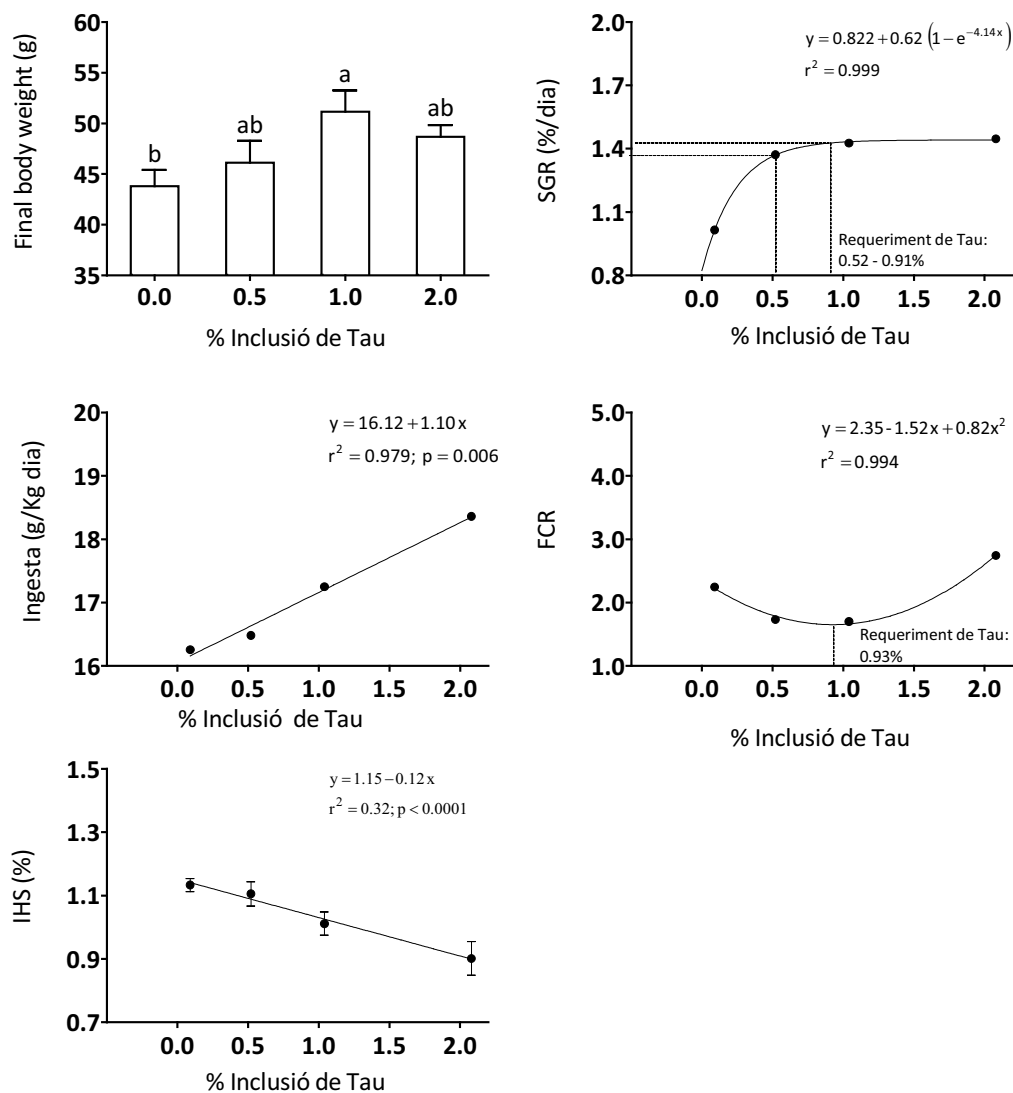 Final body weight (g)
60
55
50
45
40
35
b
ab
a
ab
0.0 0.5 1.0 2.0
% Inclusió de Tau
SGR (%/dia)
2.0
1.7
1.4
1.1
0.8
y = 0.822 + 0.62 (1 – e^–4.14x)
r² = 0.999
Requeriment de Tau:
0.52 - 0.91%
0.0 0.5 1.0 1.5 2.0
% Inclusió de Tau
Ingesta (g/Kg dia)
20
19
18
17
16
y = 16.12 + 1.10 x
r² = 0.979; p = 0.006
0.0 0.5 1.0 1.5 2.0
% Inclusió de Tau
FCR
5.0
4.0
3.0
2.0
1.0
y = 2.35 - 1.52x + 0.82x²
r² = 0.994
Requeriment de Tau:
0.93%
0.0 0.5 1.0 1.5 2.0
% Inclusió de Tau
IHS (%)
1.5
1.3
1.1
0.9
0.7
y = 1.15 – 0.12 x
r² = 0.32; p < 0.0001
0.0 0.5 1.0 1.5 2.0
% Inclusió de Tau